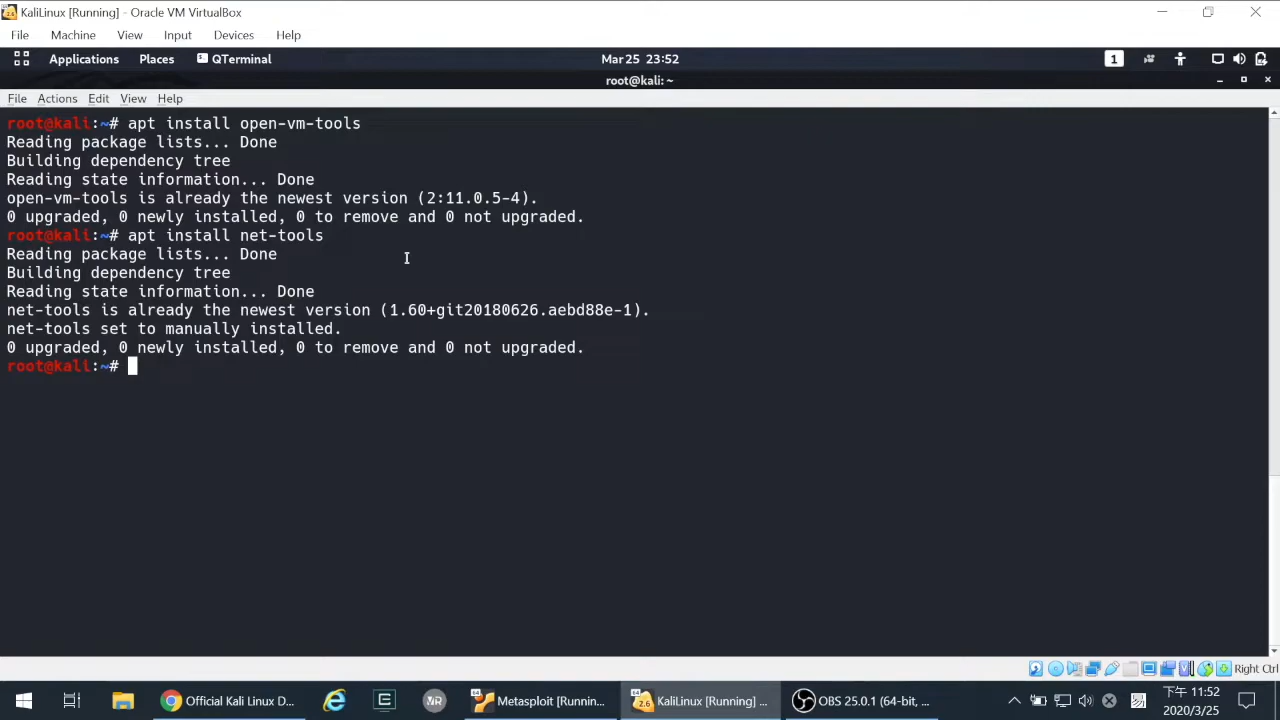 KaliLinux [Running] - Oracle VM VirtualBox
File Machine View Input Devices Help
Applications Places QTerminal Mar 25 23:52 1
root@kali: ~
File Actions Edit View Help
root@kali:~# apt install open-vm-tools
Reading package lists... Done
Building dependency tree
Reading state information... Done
open-vm-tools is already the newest version (2:11.0.5-4).
0 upgraded, 0 newly installed, 0 to remove and 0 not upgraded.
root@kali:~# apt install net-tools
Reading package lists... Done
Building dependency tree
Reading state information... Done
net-tools is already the newest version (1.60+git20180626.aebd88e-1).
net-tools set to manually installed.
0 upgraded, 0 newly installed, 0 to remove and 0 not upgraded.
root@kali:~#
Right Ctrl
Official Kali Linux D... Metasploit [Runnin... KaliLinux [Running] ... OBS 25.0.1 (64-bit, ... 下午 11:52
2020/3/25